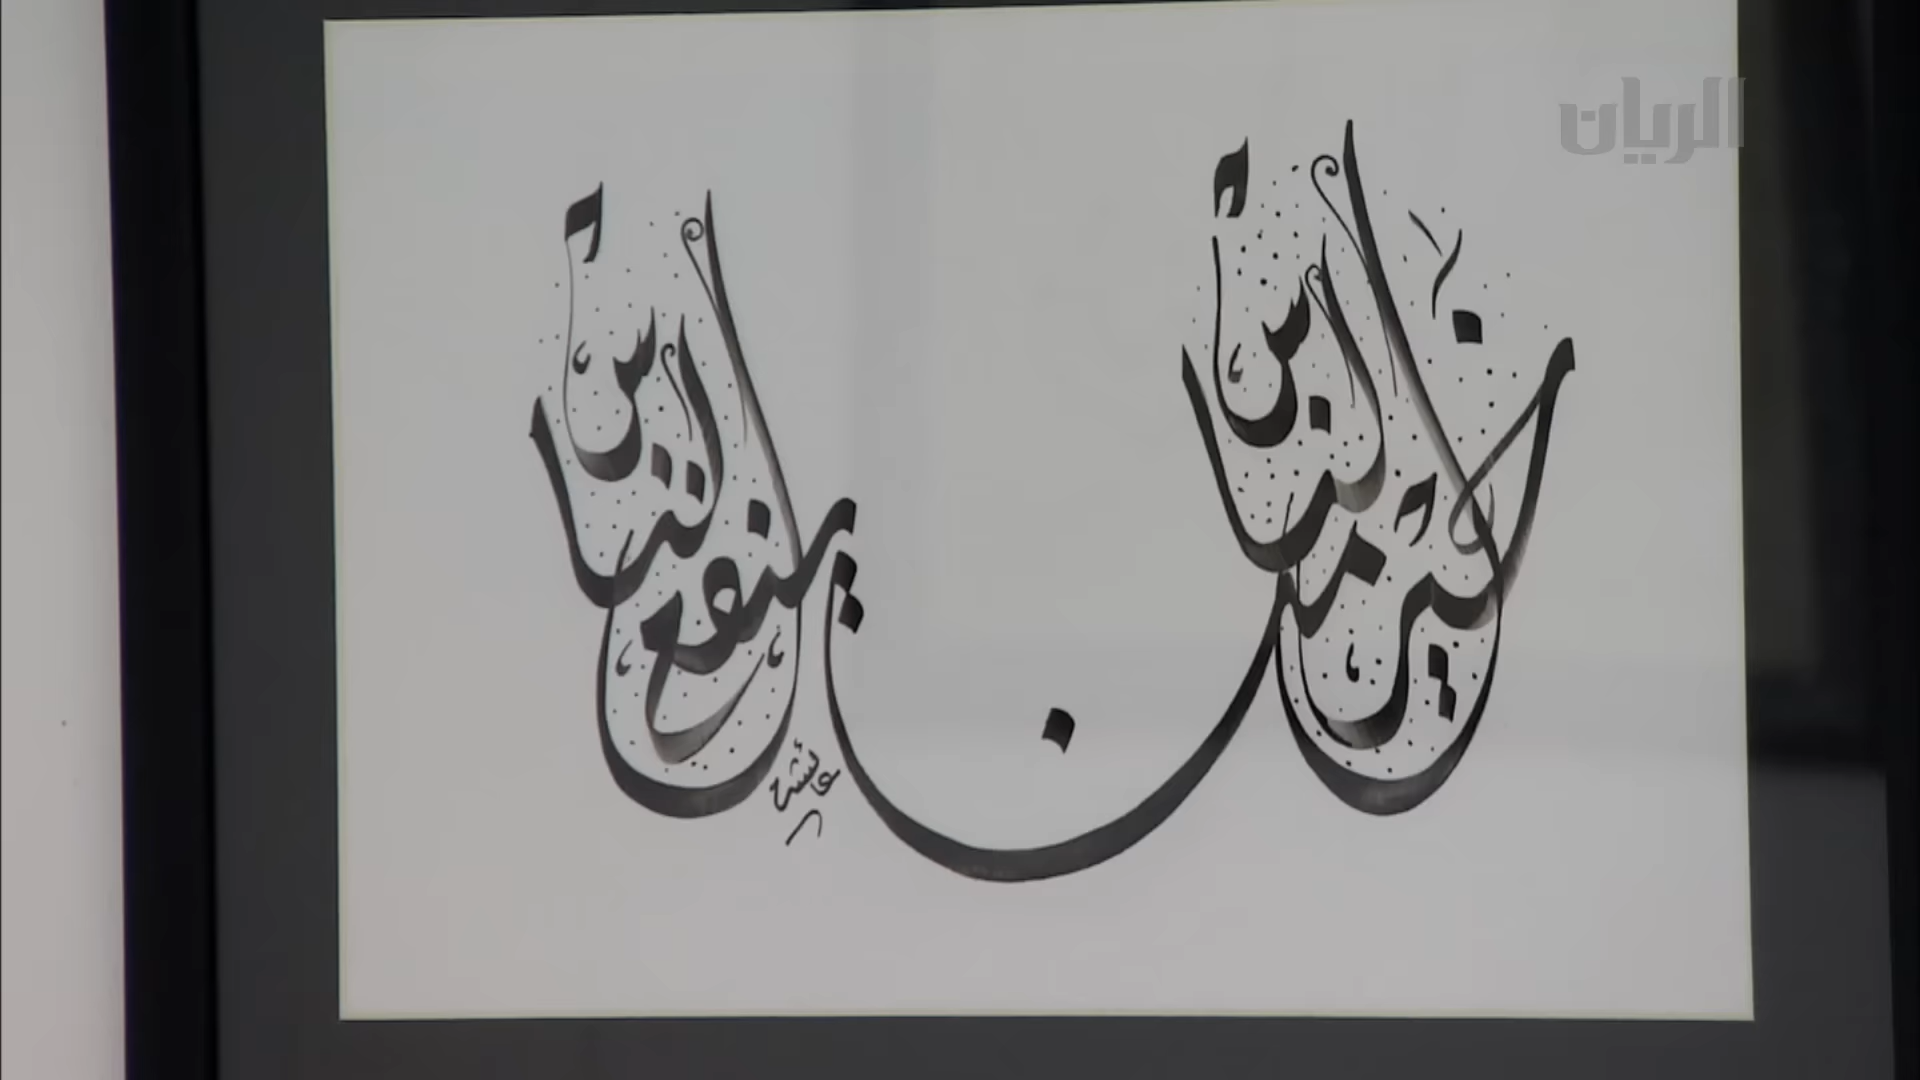 الريان
خير الناس من ينفع الناس
عائشة